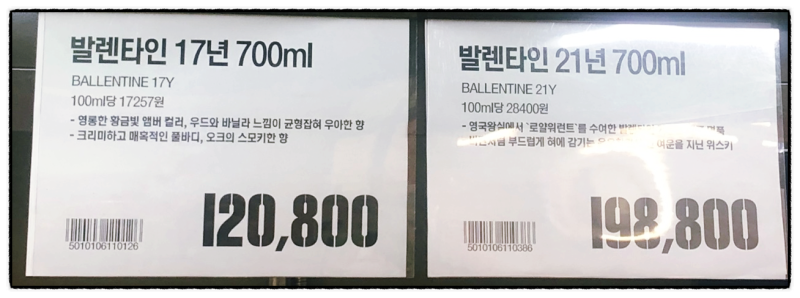 발렌타인 17년 700ml
BALLENTINE 17Y
100ml당 17257원
- 영롱한 황금빛 앰버 컬러, 우드와 바닐라 느낌이 균형잡혀 우아한 향
- 크리미하고 매혹적인 풀바디, 오크의 스모키한 향
120,800
5010106110126
발렌타인 21년 700ml
BALLENTINE 21Y
100ml당 28400원
- 영국왕실에서 '로얄워런트'를 수여한
부드럽게 혀에 감기는 여운을 지닌 위스키
198,800
5010106110386